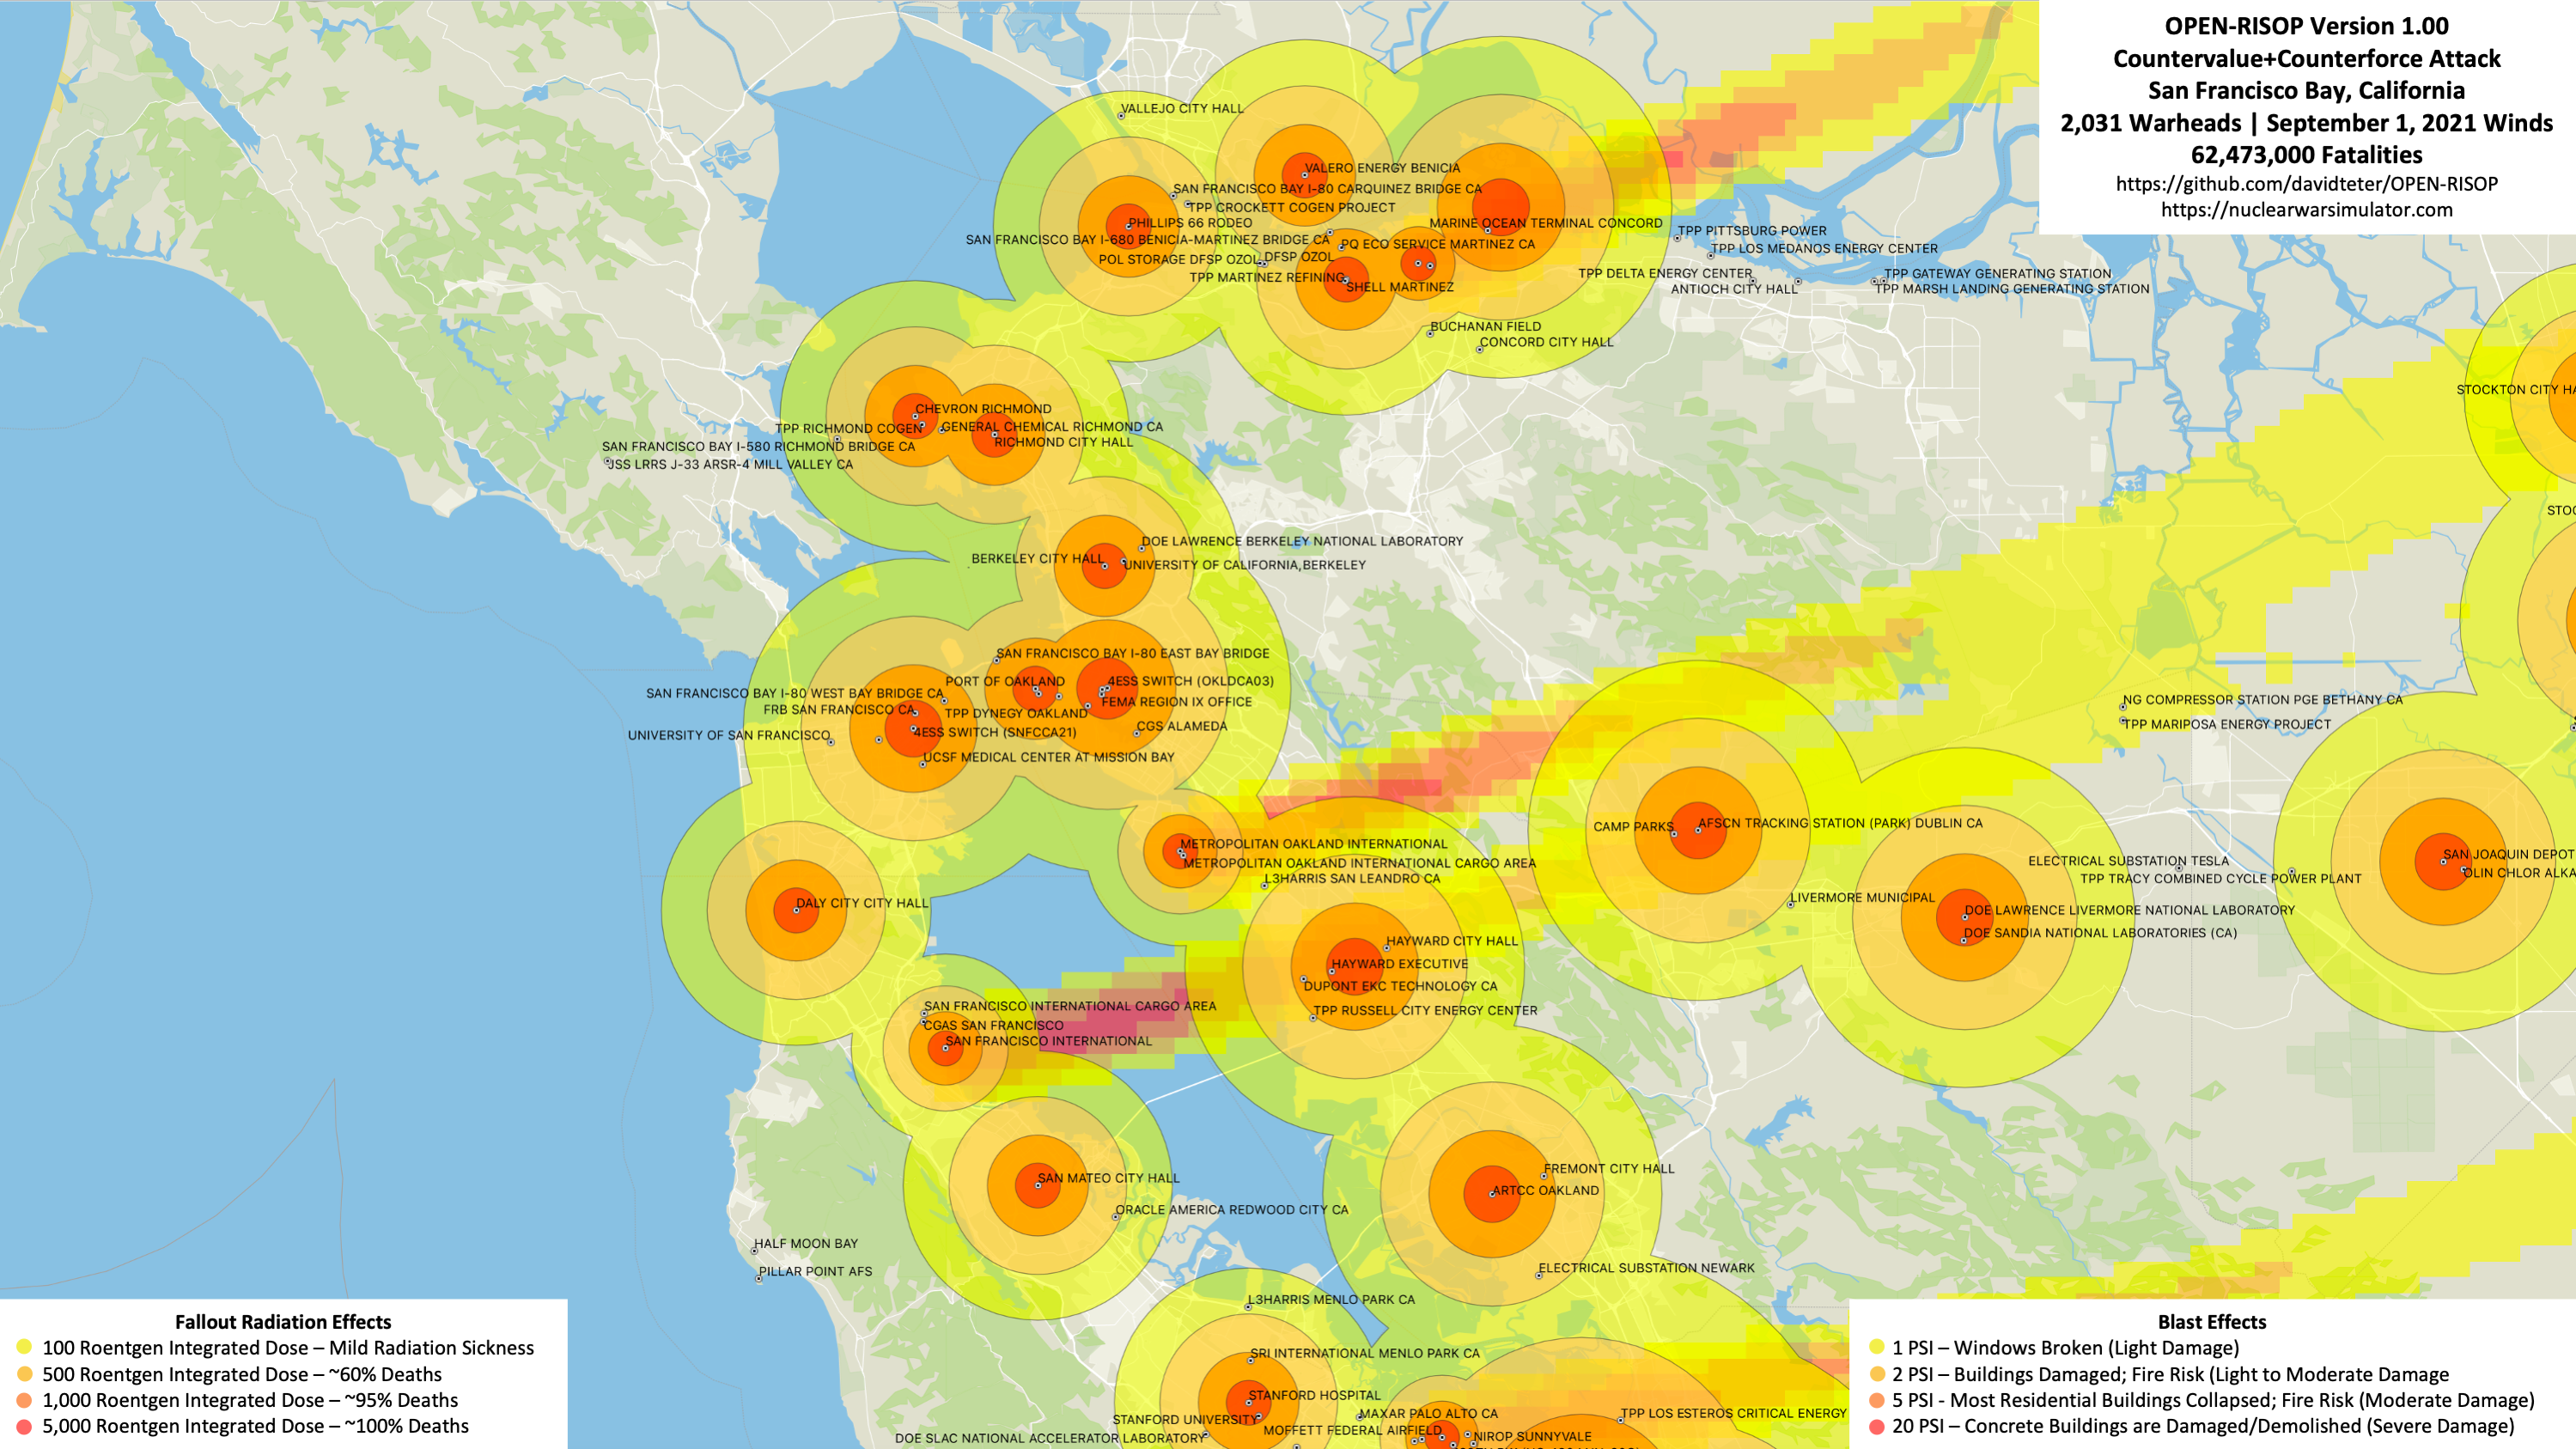 OPEN-RISOP Version 1.00
Countervalue+Counterforce Attack
San Francisco Bay, California
2,031 Warheads | September 1, 2021 Winds
62,473,000 Fatalities
https://github.com/davidteter/OPEN-RISOP
https://nuclearwarsimulator.com
VALLEJO CITY HALL
VALERO ENERGY BENICIA
SAN FRANCISCO BAY I-80 CARQUINEZ BRIDGE CA
TPP CROCKETT COGEN PROJECT
PHILLIPS 66 RODEO
MARINE OCEAN TERMINAL CONCORD
TPP PITTSBURG POWER
SAN FRANCISCO BAY I-680 BENICIA-MARTINEZ BRIDGE CA
PQ ECO SERVICE MARTINEZ CA
TPP LOS MEDANOS ENERGY CENTER
POL STORAGE DFSP OZOL
DFSP OZOL
TPP MARTINEZ REFINING
SHELL MARTINEZ
TPP DELTA ENERGY CENTER
TPP GATEWAY GENERATING STATION
ANTIOCH CITY HALL
TPP MARSH LANDING GENERATING STATION
BUCHANAN FIELD
CONCORD CITY HALL
STOCKTON CITY HA
CHEVRON RICHMOND
TPP RICHMOND COGEN
GENERAL CHEMICAL RICHMOND CA
RICHMOND CITY HALL
SAN FRANCISCO BAY I-580 RICHMOND BRIDGE CA
JSS LRRS J-33 ARSR-4 MILL VALLEY CA
STOC
DOE LAWRENCE BERKELEY NATIONAL LABORATORY
BERKELEY CITY HALL
UNIVERSITY OF CALIFORNIA,BERKELEY
SAN FRANCISCO BAY I-80 EAST BAY BRIDGE
PORT OF OAKLAND
4ESS SWITCH (OKLDCA03)
SAN FRANCISCO BAY I-80 WEST BAY BRIDGE CA
FEMA REGION IX OFFICE
FRB SAN FRANCISCO CA
TPP DYNEGY OAKLAND
CGS ALAMEDA
4ESS SWITCH (SNFCCA21)
UNIVERSITY OF SAN FRANCISCO
UCSF MEDICAL CENTER AT MISSION BAY
NG COMPRESSOR STATION PGE BETHANY CA
TPP MARIPOSA ENERGY PROJECT
CAMP PARKS
AFSCN TRACKING STATION (PARK) DUBLIN CA
METROPOLITAN OAKLAND INTERNATIONAL
METROPOLITAN OAKLAND INTERNATIONAL CARGO AREA
L3HARRIS SAN LEANDRO CA
ELECTRICAL SUBSTATION TESLA
TPP TRACY COMBINED CYCLE POWER PLANT
SAN JOAQUIN DEPOT
OLIN CHLOR ALKA
LIVERMORE MUNICIPAL
DOE LAWRENCE LIVERMORE NATIONAL LABORATORY
DOE SANDIA NATIONAL LABORATORIES (CA)
DALY CITY CITY HALL
HAYWARD CITY HALL
HAYWARD EXECUTIVE
DUPONT EKC TECHNOLOGY CA
TPP RUSSELL CITY ENERGY CENTER
SAN FRANCISCO INTERNATIONAL CARGO AREA
CGAS SAN FRANCISCO
SAN FRANCISCO INTERNATIONAL
SAN MATEO CITY HALL
FREMONT CITY HALL
ARTCC OAKLAND
ORACLE AMERICA REDWOOD CITY CA
HALF MOON BAY
PILLAR POINT AFS
ELECTRICAL SUBSTATION NEWARK
L3HARRIS MENLO PARK CA
SRI INTERNATIONAL MENLO PARK CA
STANFORD HOSPITAL
STANFORD UNIVERSITY
MAXAR PALO ALTO CA
TPP LOS ESTEROS CRITICAL ENERGY
MOFFETT FEDERAL AIRFIELD
NIROP SUNNYVALE
DOE SLAC NATIONAL ACCELERATOR LABORATORY
Fallout Radiation Effects
100 Roentgen Integrated Dose – Mild Radiation Sickness
500 Roentgen Integrated Dose – ~60% Deaths
1,000 Roentgen Integrated Dose – ~95% Deaths
5,000 Roentgen Integrated Dose – ~100% Deaths
Blast Effects
1 PSI – Windows Broken (Light Damage)
2 PSI – Buildings Damaged; Fire Risk (Light to Moderate Damage
5 PSI - Most Residential Buildings Collapsed; Fire Risk (Moderate Damage)
20 PSI – Concrete Buildings are Damaged/Demolished (Severe Damage)